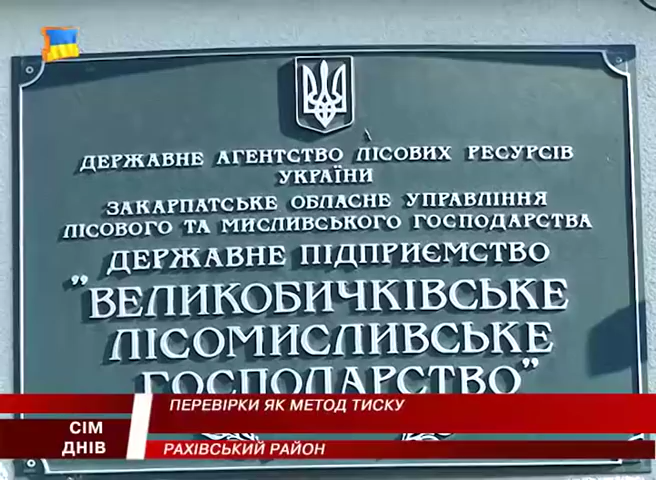 ДЕРЖАВНЕ АГЕНТСТВО ЛІСОВИХ РЕСУРСІВ
УКРАЇНИ
ЗАКАРПАТСЬКЕ ОБЛАСНЕ УПРАВЛІННЯ
ЛІСОВОГО ТА МИСЛИВСЬКОГО ГОСПОДАРСТВА
ДЕРЖАВНЕ ПІДПРИЄМСТВО
"ВЕЛИКОБИЧКІВСЬКЕ
ЛІСОМИСЛИВСЬКЕ
ГОСПОДАРСТВО"
ПЕРЕВІРКИ ЯК МЕТОД ТИСКУ
СІМ
ДНІВ
РАХІВСЬКИЙ РАЙОН